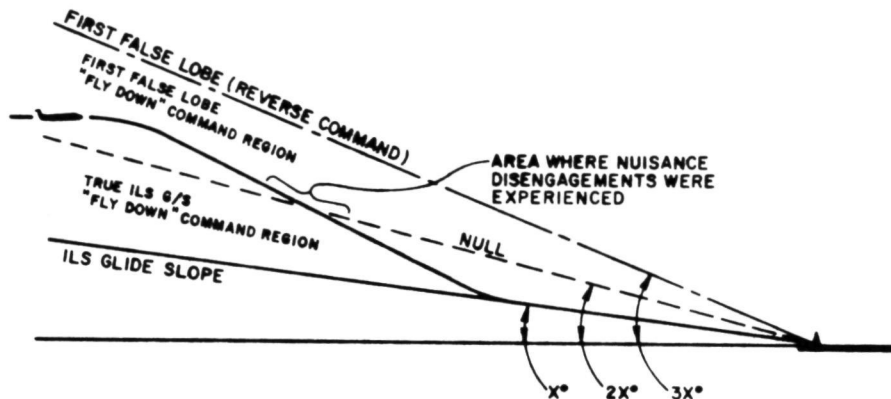 FIRST FALSE LOBE (REVERSE COMMAND)
FIRST FALSE LOBE
"FLY DOWN" COMMAND REGION
AREA WHERE NUISANCE
DISENGAGEMENTS WERE
EXPERIENCED
TRUE ILS G/S
"FLY DOWN" COMMAND REGION
NULL
ILS GLIDE SLOPE
X°
2X°
3X°